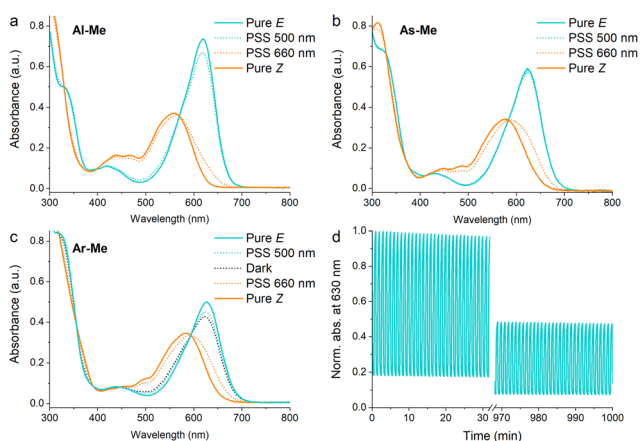 a
Al-Me
Pure E
PSS 500 nm
PSS 660 nm
Pure Z
Absorbance (a.u.)
0.8
0.6
0.4
0.2
0.0
300 400 500 600 700 800
Wavelength (nm)
b
As-Me
Pure E
PSS 500 nm
PSS 660 nm
Pure Z
Absorbance (a.u.)
0.8
0.6
0.4
0.2
0.0
300 400 500 600 700 800
Wavelength (nm)
c
Ar-Me
Pure E
PSS 500 nm
Dark
PSS 660 nm
Pure Z
Absorbance (a.u.)
0.8
0.6
0.4
0.2
0.0
300 400 500 600 700 800
Wavelength (nm)
d
Norm. abs. at 630 nm
1.0
0.8
0.6
0.4
0.2
0.0
0 10 20 30 970 980 990 1000
Time (min)